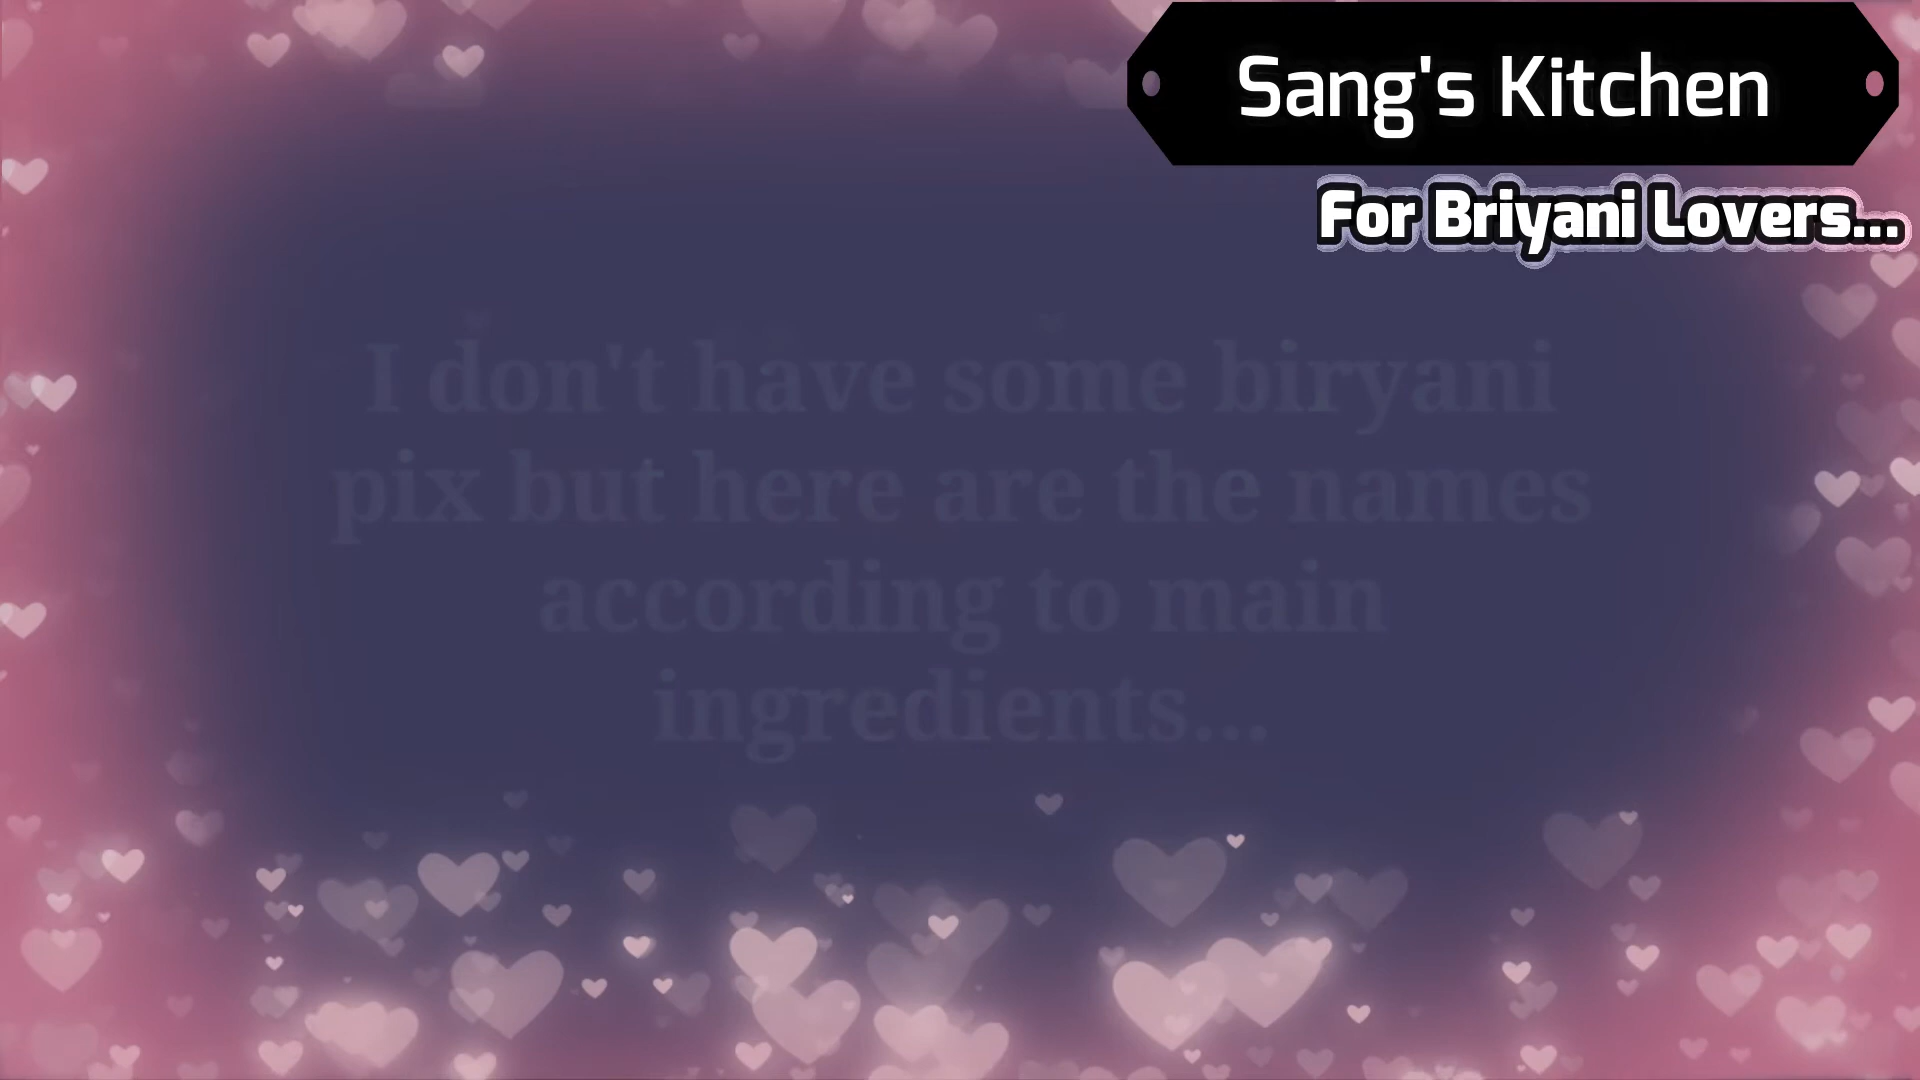 Sang's Kitchen
For Briyani Lovers...
I don't have some biryani
pix but here are the names
according to main
ingredients...